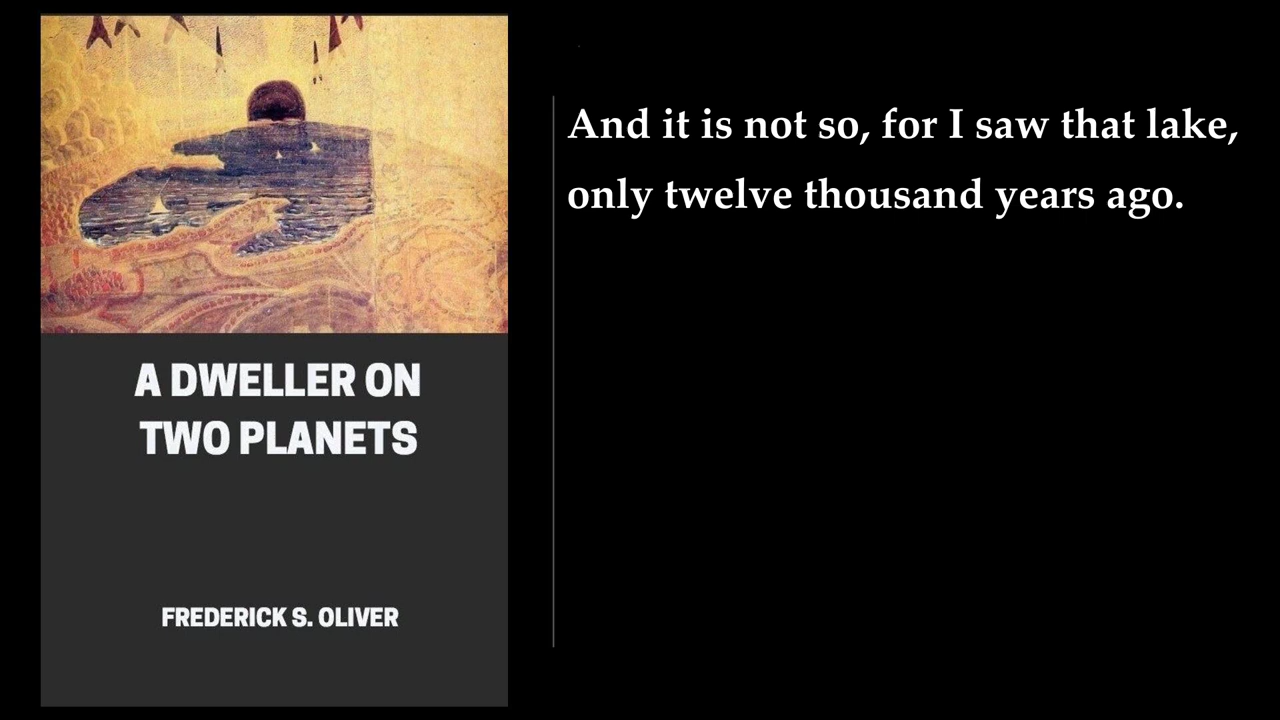 A DWELLER ON
TWO PLANETS
FREDERICK S. OLIVER
And it is not so, for I saw that lake,
only twelve thousand years ago.